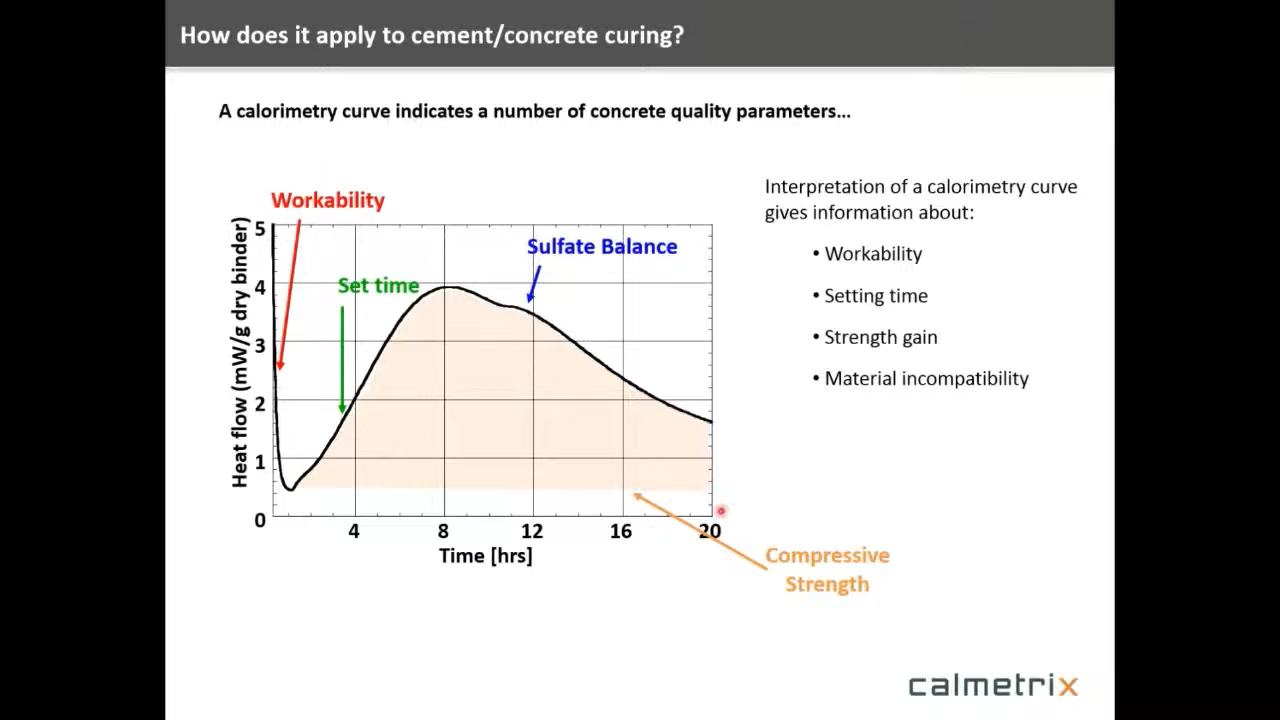 How does it apply to cement/concrete curing?
A calorimetry curve indicates a number of concrete quality parameters...
Workability
Set time
Sulfate Balance
Compressive
Strength
Heat flow (mW/g dry binder)
5
4
3
2
1
0
4
8
12
16
20
Time [hrs]
Interpretation of a calorimetry curve
gives information about:
• Workability
• Setting time
• Strength gain
• Material incompatibility
calmetrix